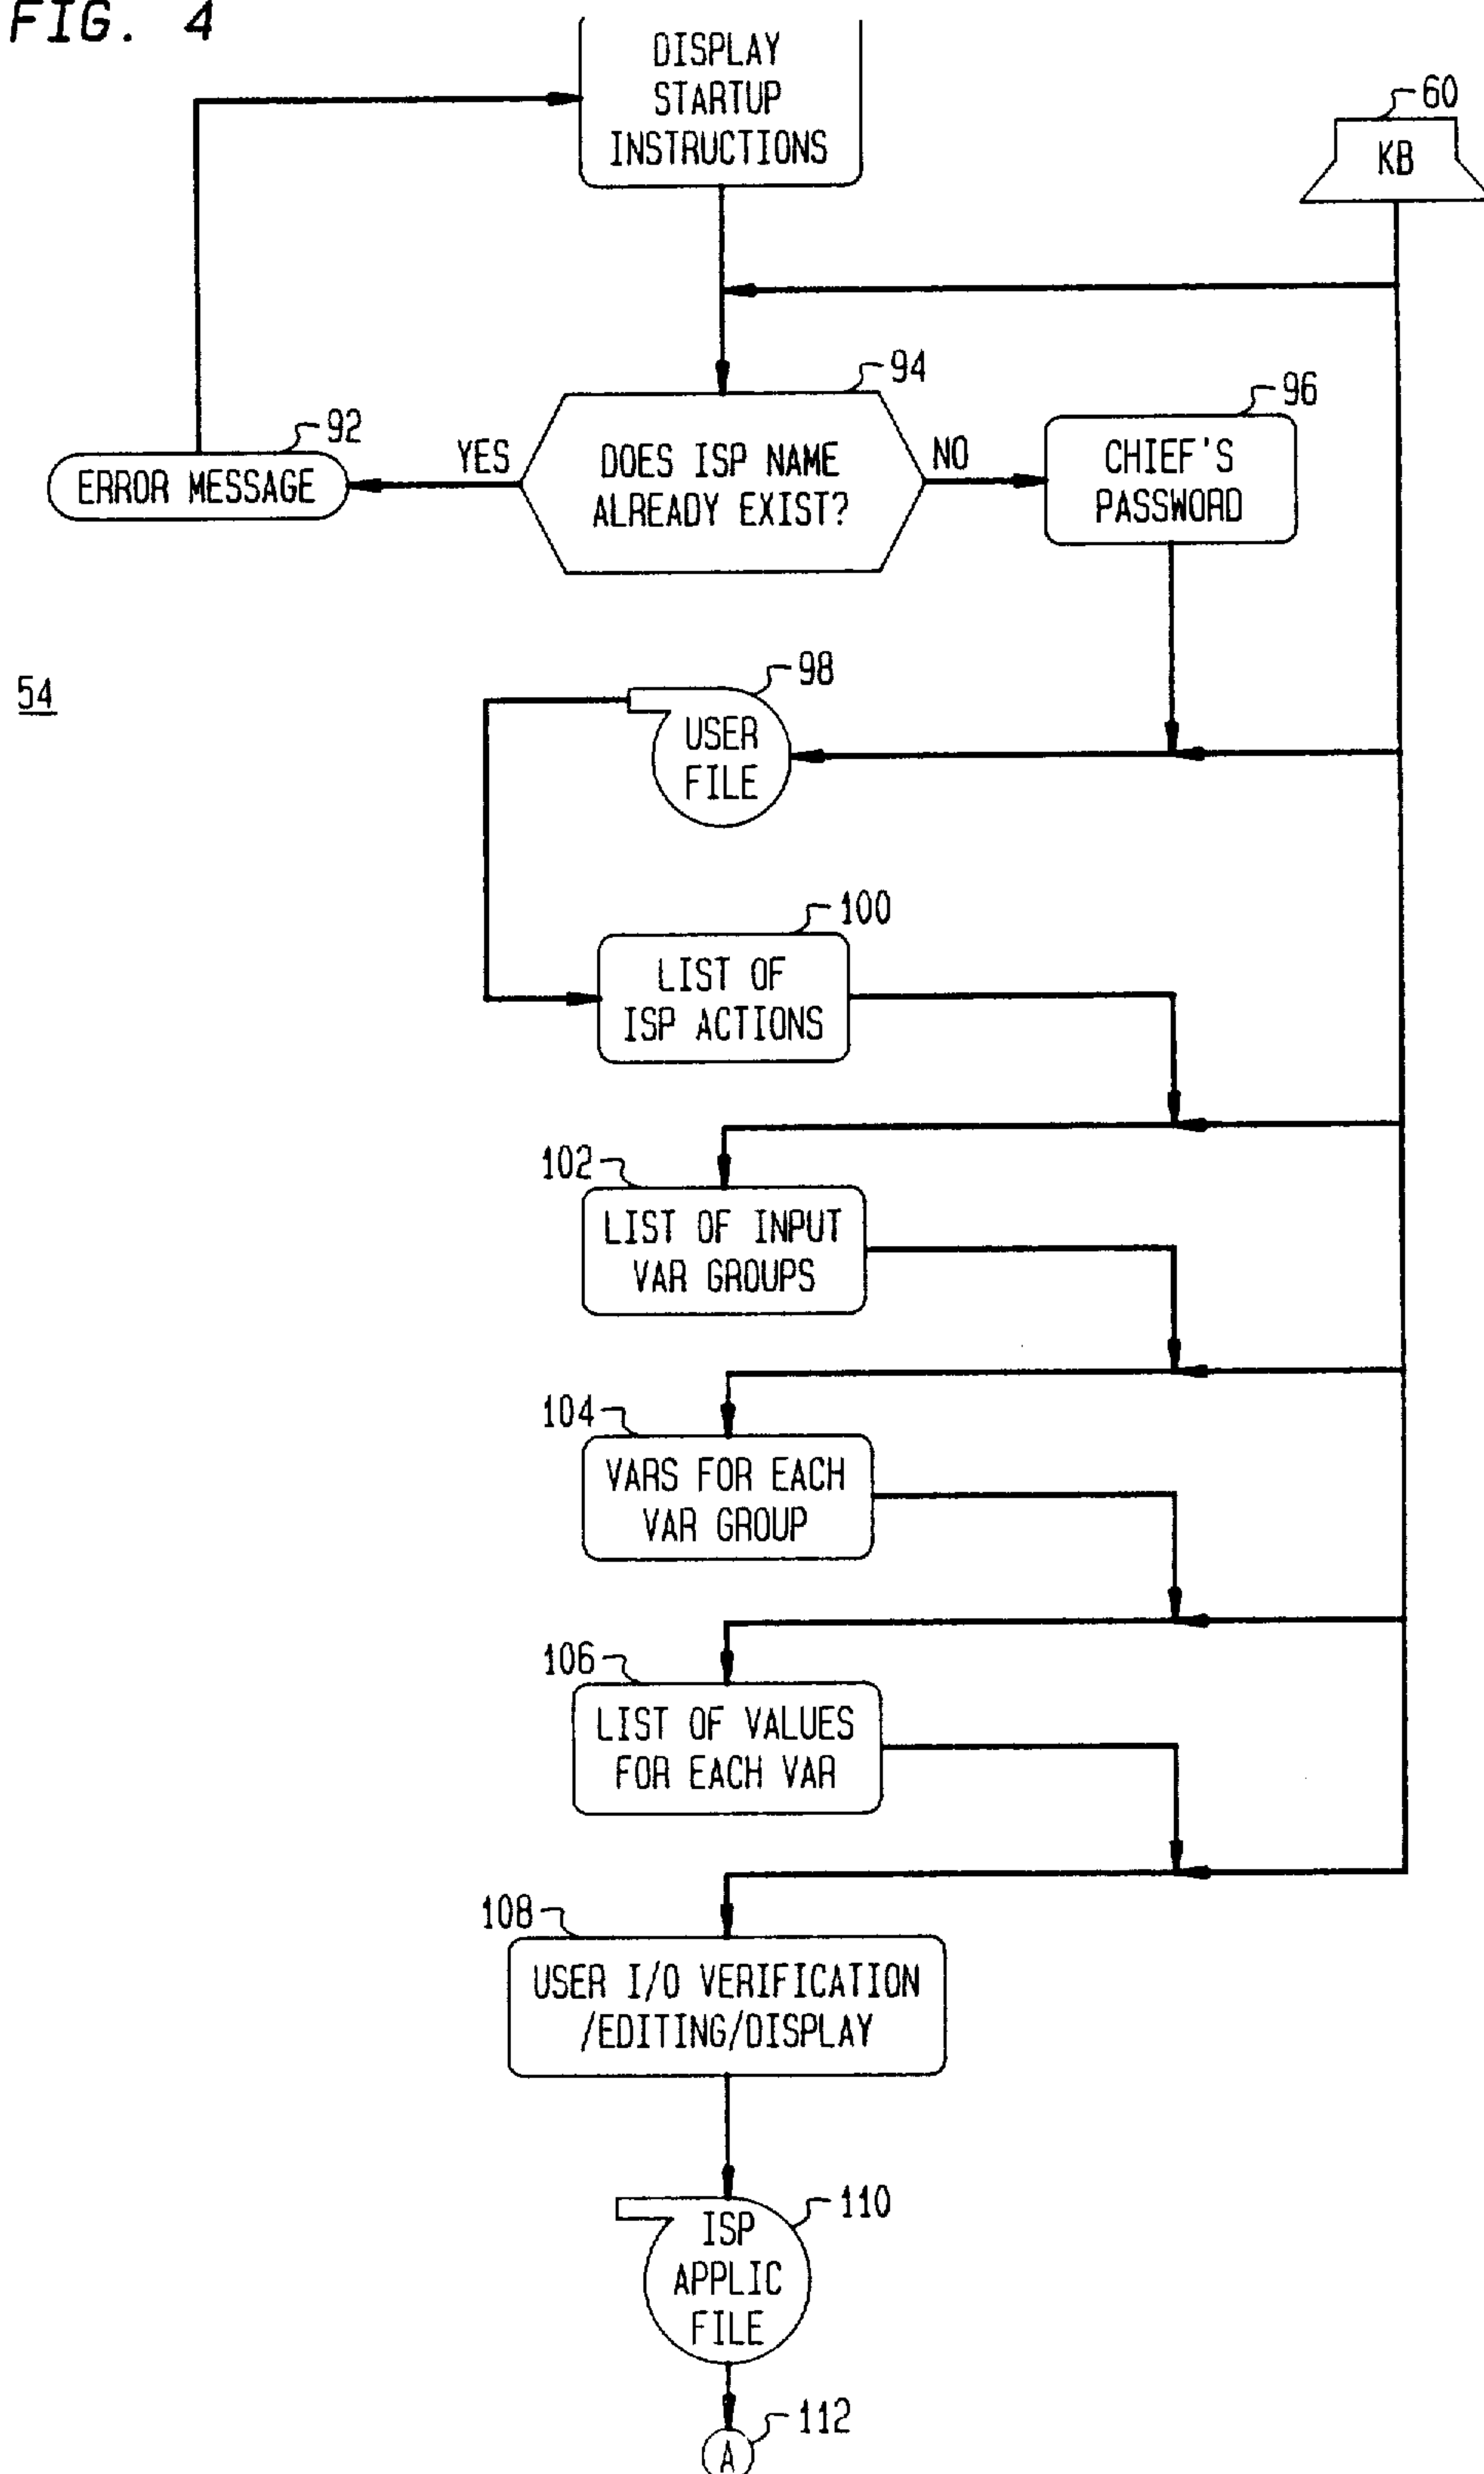 FIG. 4
DISPLAY
STARTUP
INSTRUCTIONS
60
KB
94
DOES ISP NAME
ALREADY EXIST?
YES
NO
92
ERROR MESSAGE
96
CHIEF'S
PASSWORD
54
98
USER
FILE
100
LIST OF
ISP ACTIONS
102
LIST OF INPUT
VAR GROUPS
104
VARS FOR EACH
VAR GROUP
106
LIST OF VALUES
FOR EACH VAR
108
USER I/O VERIFICATION
/EDITING/DISPLAY
110
ISP
APPLIC
FILE
112
A